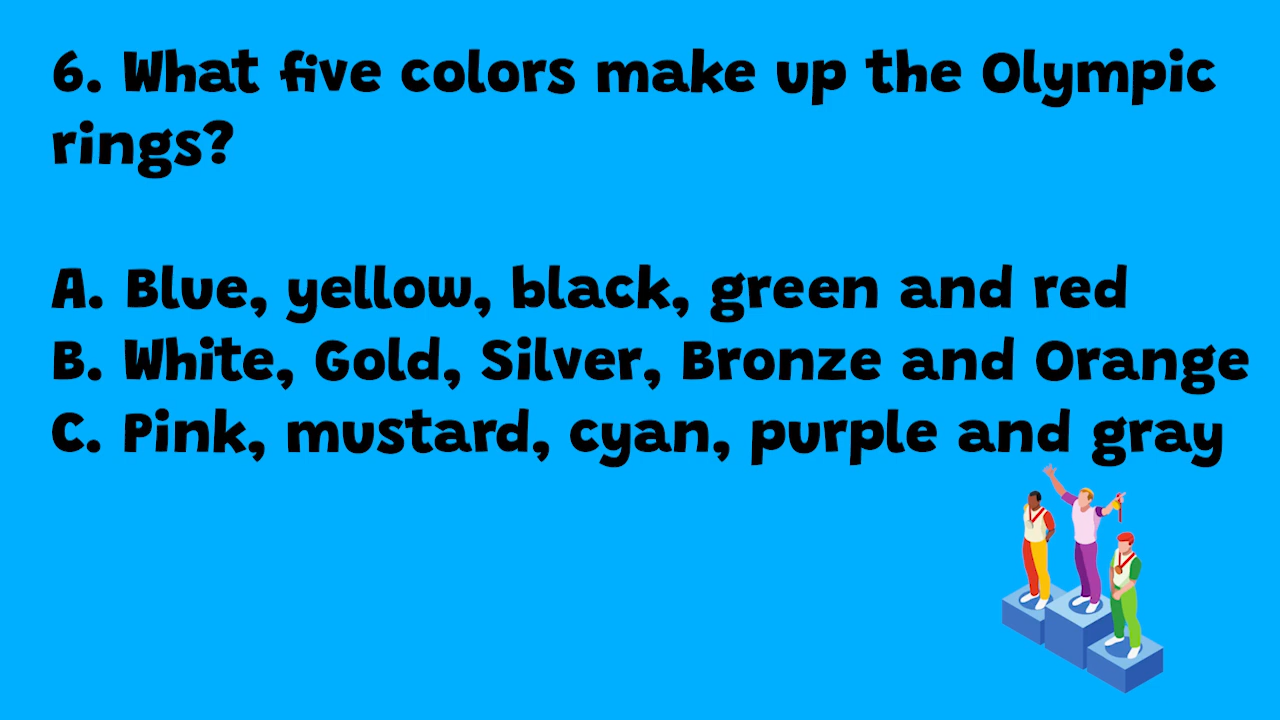 6. What five colors make up the Olympic
rings?
A. Blue, yellow, black, green and red
B. White, Gold, Silver, Bronze and Orange
C. Pink, mustard, cyan, purple and gray